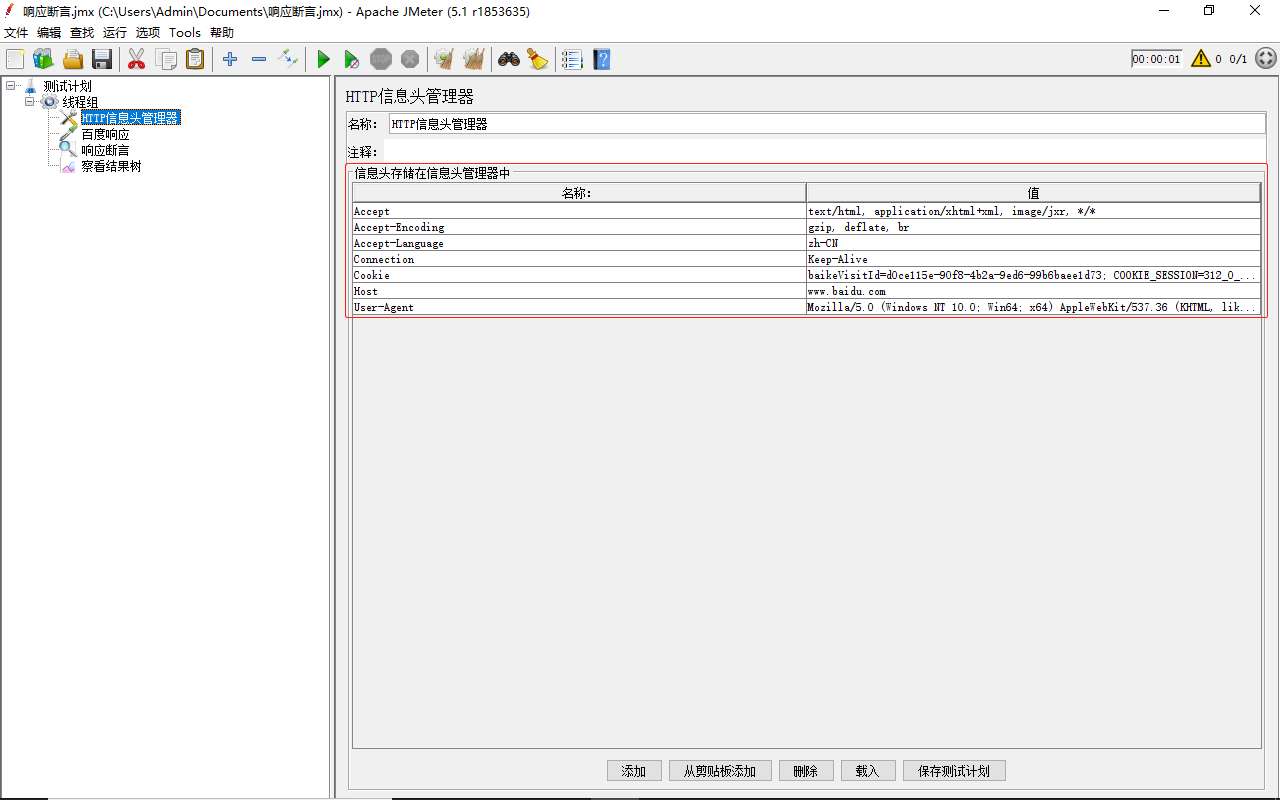 响应断言.jmx (C:\Users\Admin\Documents\响应断言.jmx) - Apache JMeter (5.1 r1853635)
文件 编辑 查找 运行 选项 Tools 帮助
STOP 00:00:01 0 0/1
测试计划
线程组
HTTP信息头管理器
百度响应
响应断言
察看结果树
HTTP信息头管理器
名称: HTTP信息头管理器
注释:
信息头存储在信息头管理器中
名称: 值
Accept text/html, application/xhtml+xml, image/jxr, */*
Accept-Encoding gzip, deflate, br
Accept-Language zh-CN
Connection Keep-Alive
Cookie baikeVisitId=d0ce115e-90f8-4b2a-9ed6-99b6baee1d73; COOKIE_SESSION=312_0_...
Host www.baidu.com
User-Agent Mozilla/5.0 (Windows NT 10.0; Win64; x64) AppleWebKit/537.36 (KHTML, lik...
添加 从剪贴板添加 删除 载入 保存测试计划